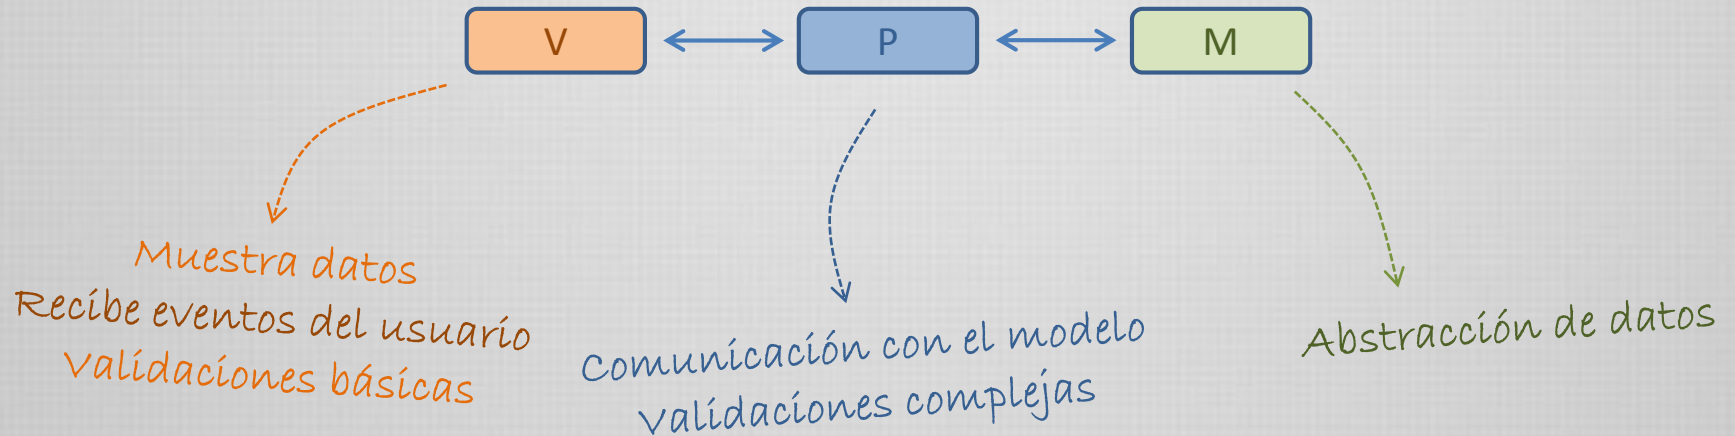 V
P
M
Muestra datos
Recibe eventos del usuario
Validaciones básicas
Comunicación con el modelo
Validaciones complejas
Abstracción de datos